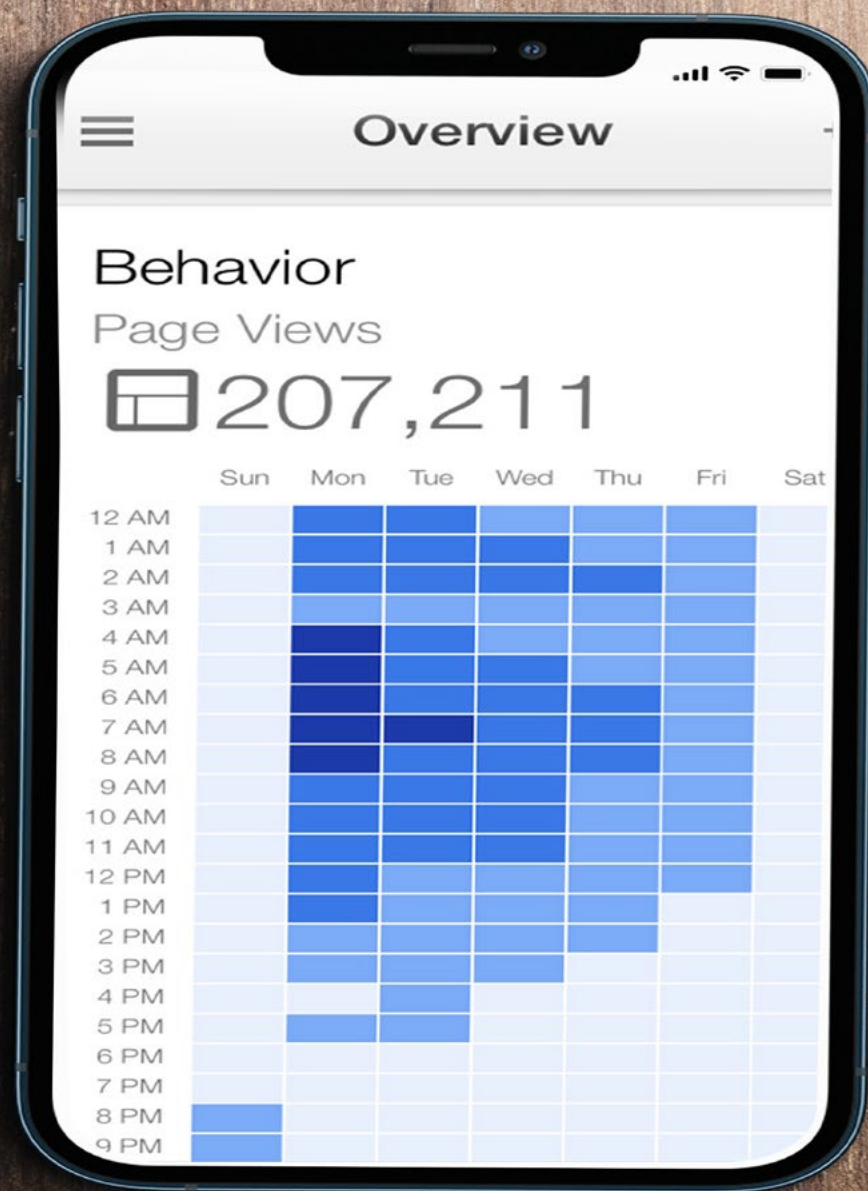 Overview
Behavior
Page Views
207,211
Sun Mon Tue Wed Thu Fri Sat
12 AM
1 AM
2 AM
3 AM
4 AM
5 AM
6 AM
7 AM
8 AM
9 AM
10 AM
11 AM
12 PM
1 PM
2 PM
3 PM
4 PM
5 PM
6 PM
7 PM
8 PM
9 PM